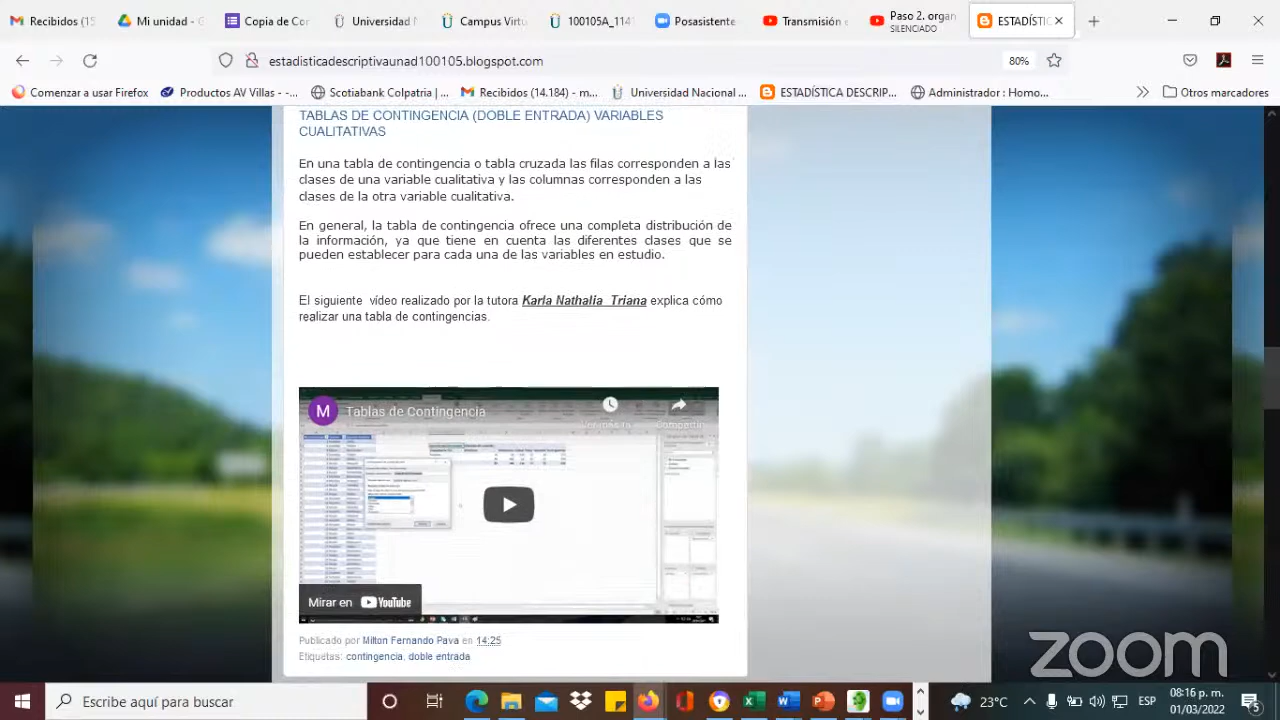 Recibidos (15
Mi unidad - G
Copia de Co
Universidad N
Campus Virtu
100105A_114
Posasistente
Transmisión e
Paso 2. organ
SILENCIADO
ESTADÍSTIC
estadisticadescriptivaunad100105.blogspot.com
80%
Comenzar a usar Firefox
Productos AV Villas - ...
Scotiabank Colpatria | ...
Recibidos (14.184) - m...
Universidad Nacional ...
ESTADÍSTICA DESCRIP...
Administrador : Homo...
Otros marcadores
TABLAS DE CONTINGENCIA (DOBLE ENTRADA) VARIABLES
CUALITATIVAS
En una tabla de contingencia o tabla cruzada las filas corresponden a las
clases de una variable cualitativa y las columnas corresponden a las
clases de la otra variable cualitativa.
En general, la tabla de contingencia ofrece una completa distribución de
la información, ya que tiene en cuenta las diferentes clases que se
pueden establecer para cada una de las variables en estudio.
El siguiente vídeo realizado por la tutora Karla Nathalia Triana explica cómo
realizar una tabla de contingencias.
M
Tablas de Contingencia
Compartir
Mirar en YouTube
Publicado por Milton Fernando Pava en 14:25
Etiquetas: contingencia, doble entrada
zoom
Escribe aquí para buscar
23°C
ESP
08:16 p. m.
01/03/2022
5